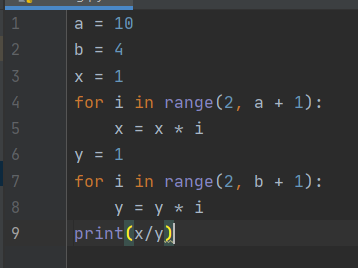 1 a = 10
2 b = 4
3 x = 1
4 for i in range(2, a + 1):
5     x = x * i
6 y = 1
7 for i in range(2, b + 1):
8     y = y * i
9 print(x/y)